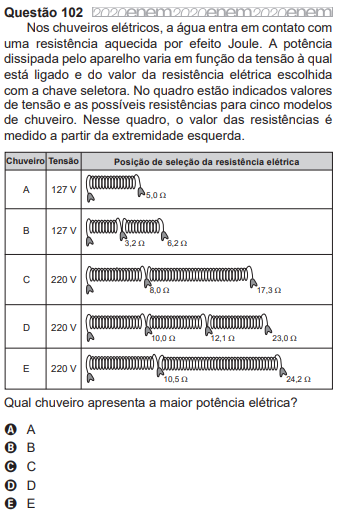 Questão 102 2020enem2020enem2020enem
Nos chuveiros elétricos, a água entra em contato com
uma resistência aquecida por efeito Joule. A potência
dissipada pelo aparelho varia em função da tensão à qual
está ligado e do valor da resistência elétrica escolhida
com a chave seletora. No quadro estão indicados valores
de tensão e as possíveis resistências para cinco modelos
de chuveiro. Nesse quadro, o valor das resistências é
medido a partir da extremidade esquerda.
Chuveiro Tensão Posição de seleção da resistência elétrica
A 127 V 5,0 Ω
B 127 V 3,2 Ω 6,2 Ω
C 220 V 8,0 Ω 17,3 Ω
D 220 V 10,0 Ω 12,1 Ω 23,0 Ω
E 220 V 10,5 Ω 24,2 Ω
Qual chuveiro apresenta a maior potência elétrica?
A A
B B
C C
D D
E E